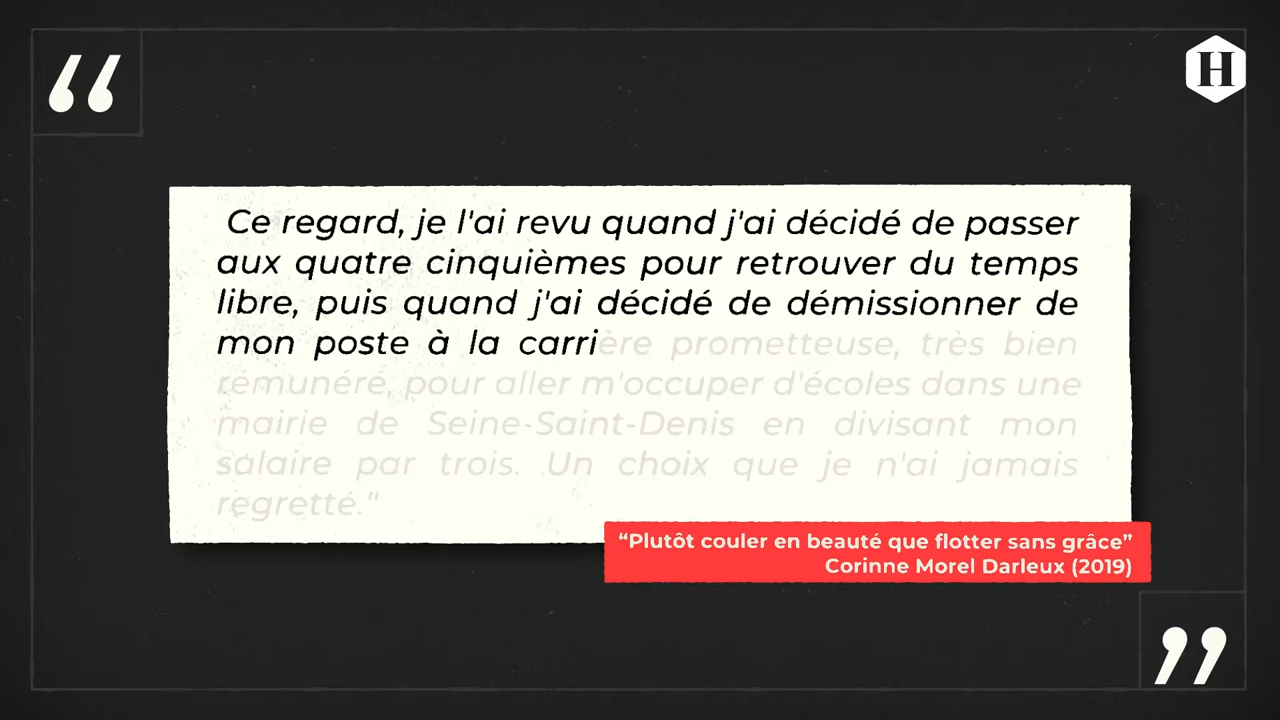 “
H
Ce regard, je l'ai revu quand j'ai décidé de passer
aux quatre cinquièmes pour retrouver du temps
libre, puis quand j'ai décidé de démissionner de
mon poste à la carrière prometteuse, très bien
rémunéré, pour aller m'occuper d'écoles dans une
mairie de Seine-Saint-Denis en divisant mon
salaire par trois. Un choix que je n'ai jamais
regretté."
“Plutôt couler en beauté que flotter sans grâce”
Corinne Morel Darleux (2019)
”